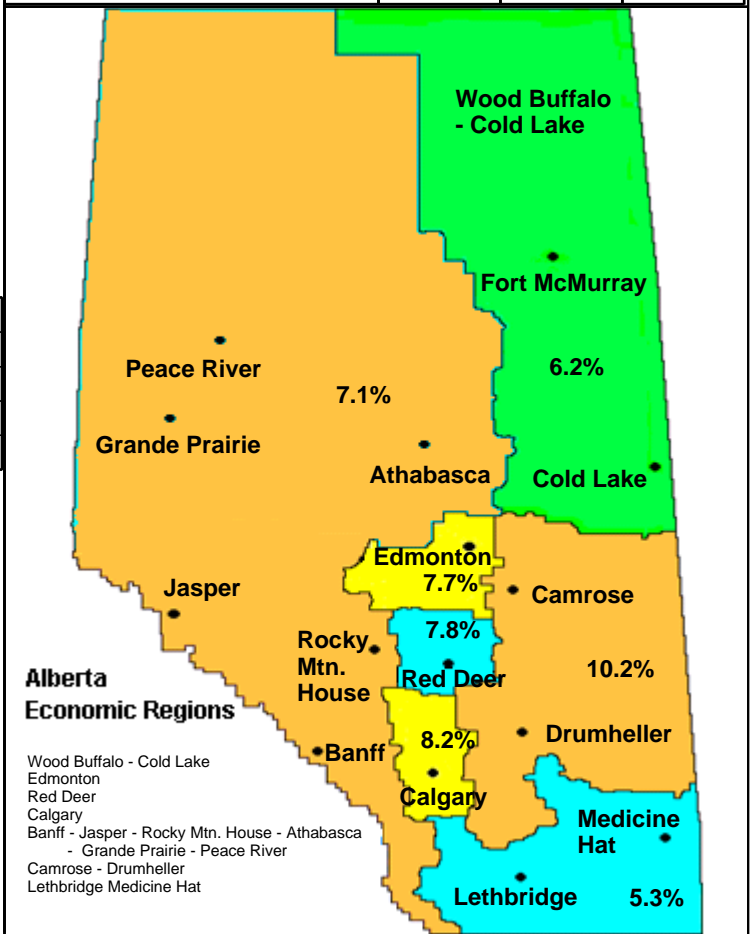 Wood Buffalo
- Cold Lake
Fort McMurray
Peace River
6.2%
7.1%
Grande Prairie
Athabasca
Cold Lake
Edmonton
7.7%
Jasper
Camrose
7.8%
Rocky
Mtn.
House
10.2%
Red Deer
Alberta
Economic Regions
Drumheller
8.2%
Banff
Calgary
Wood Buffalo - Cold Lake
Edmonton
Red Deer
Calgary
Banff - Jasper - Rocky Mtn. House - Athabasca
- Grande Prairie - Peace River
Camrose - Drumheller
Lethbridge Medicine Hat
Medicine
Hat
Lethbridge
5.3%